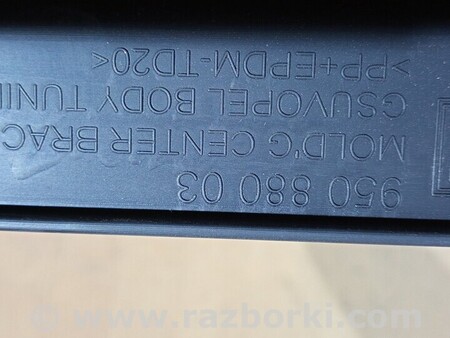 950 880 03
MOLD'G CENTER BRAC
GSUVOPEL BODY TUNI
>PP+EPDM-TD20<
www.razborki.com